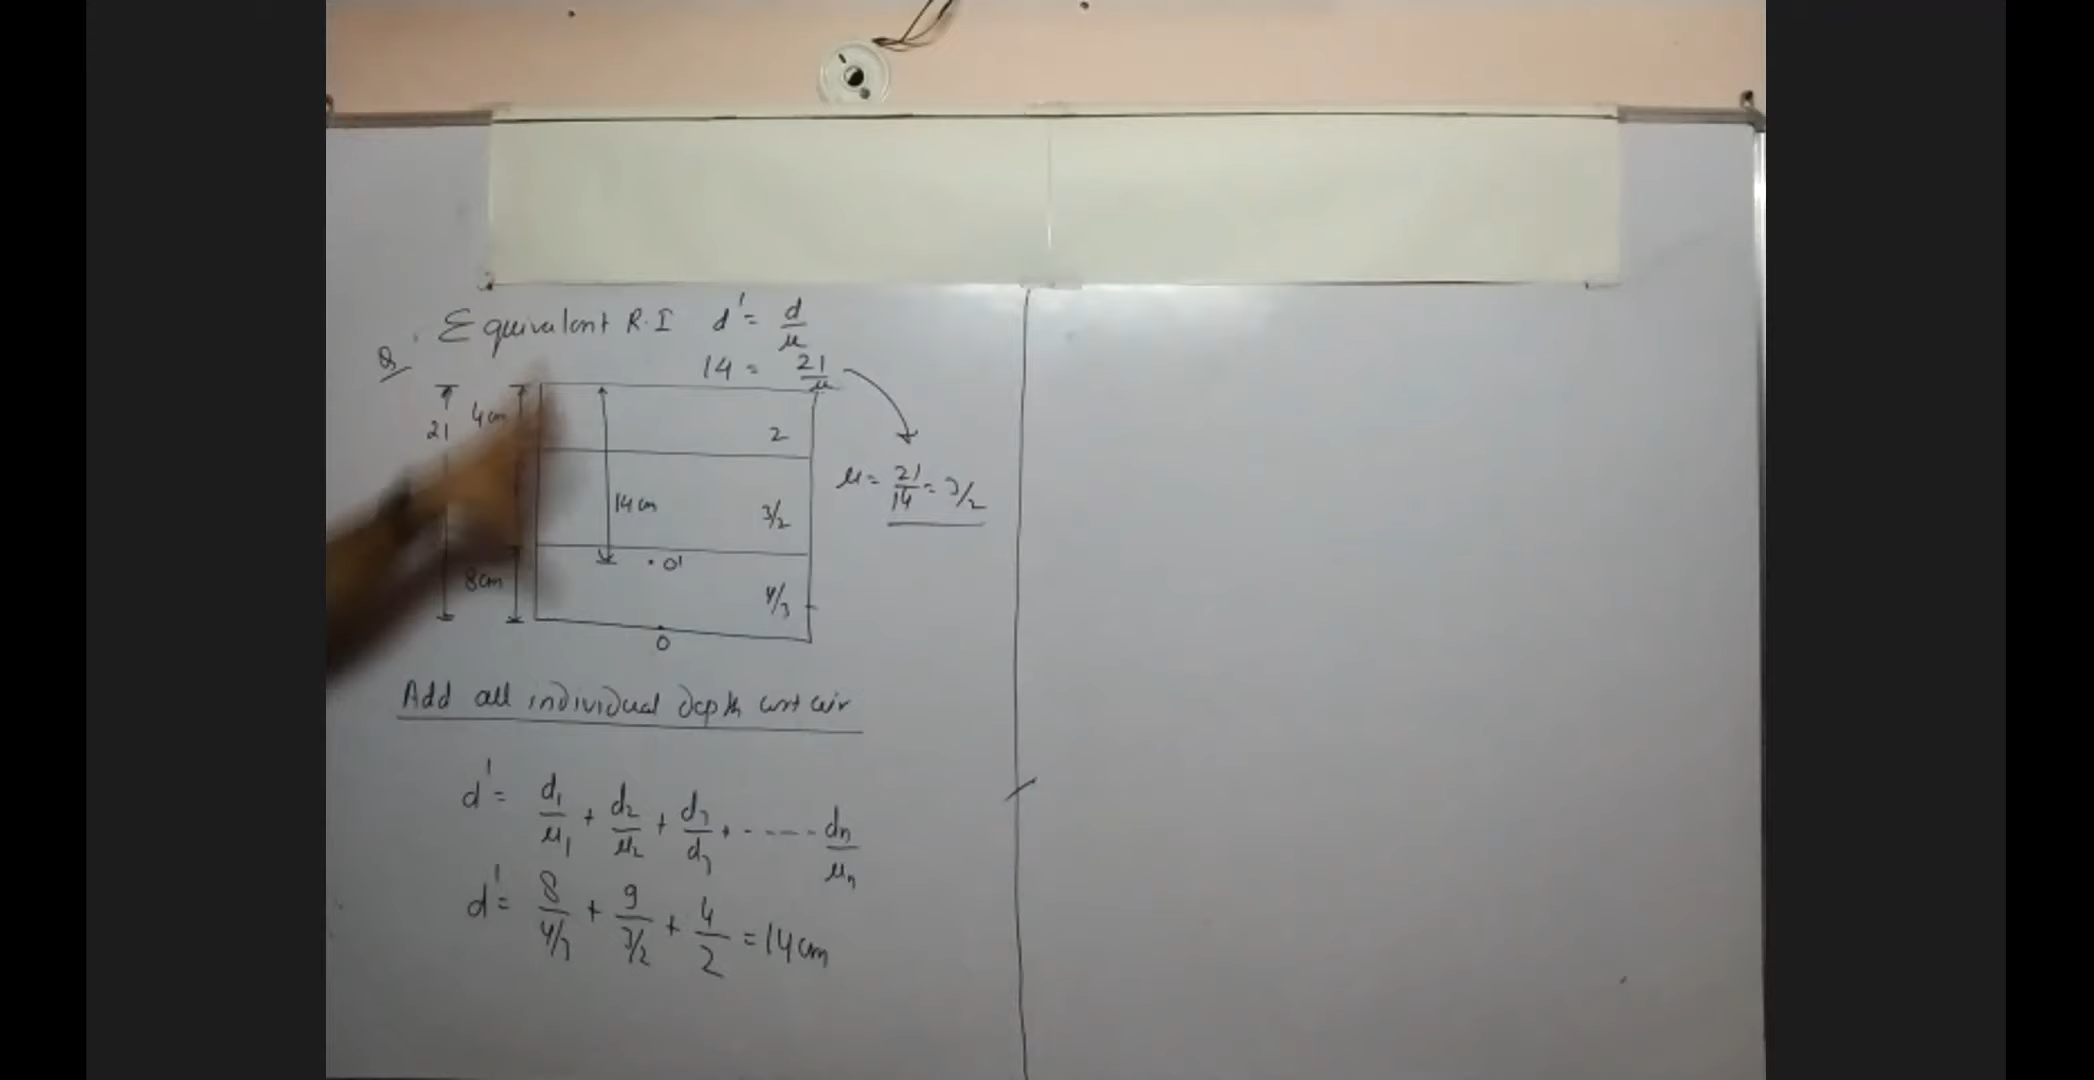 Equivalent R.I d' = d/μ
Q
14 = 21/μ
4cm
21
2
μ = 21/14 = 3/2
14cm
3/2
. O'
8cm
4/3
O
Add all individual depth wrt air
d' = d1/μ1 + d2/μ2 + d3/d3 + ----- dn/μn
d' = 8/4/3 + 9/3/2 + 4/2 = 14cm